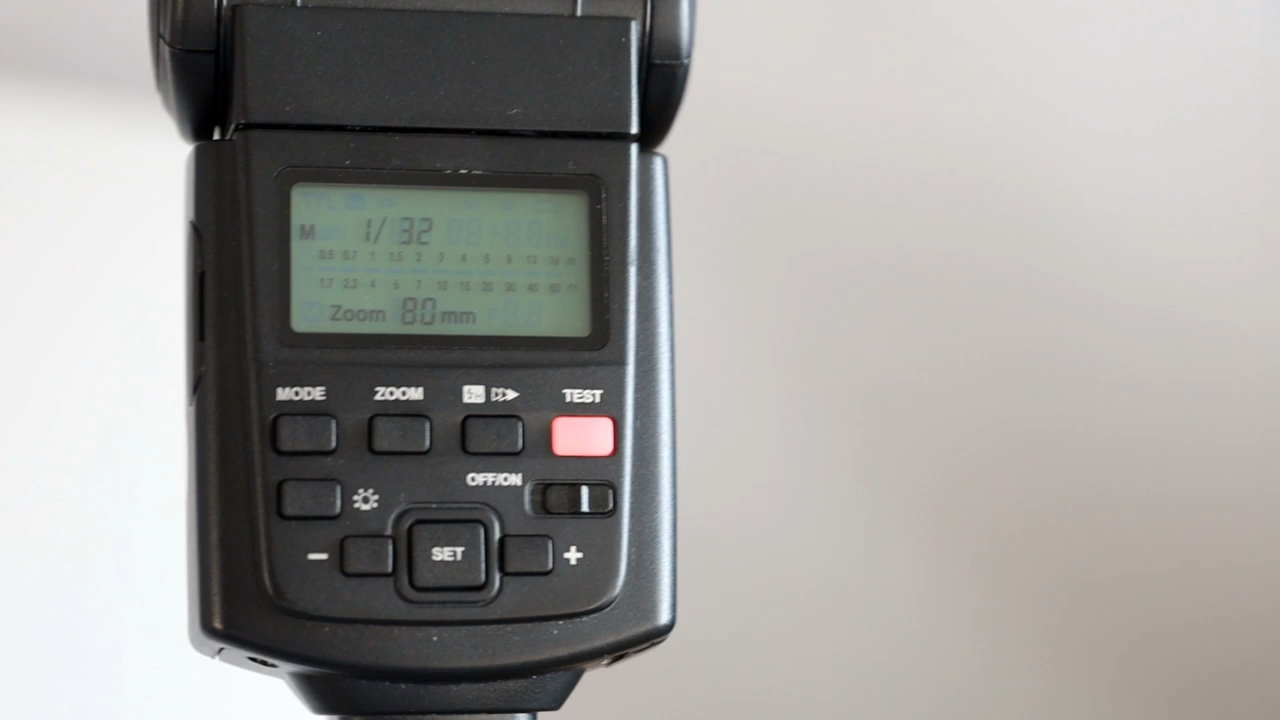 TTL
M 1/32
0.5 0.7 1 1.5 2 3 4 6 9 13 18 m
1.7 2.3 4 5 7 10 15 20 30 40 60 ft
Zoom 80 mm
MODE ZOOM TEST
OFF/ON
− SET +